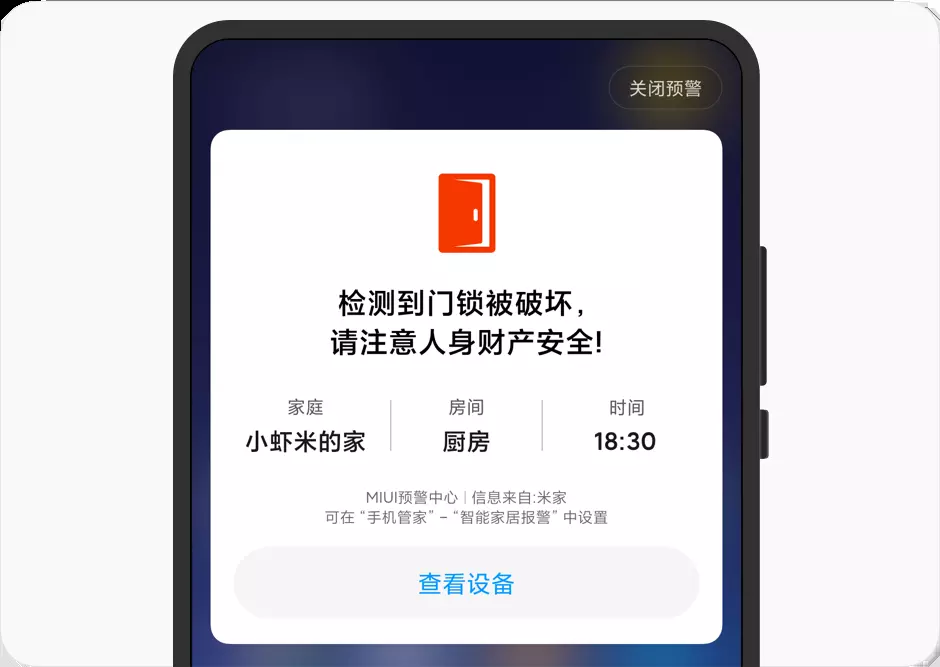 关闭预警
检测到门锁被破坏，
请注意人身财产安全!
家庭 房间 时间
小虾米的家 厨房 18:30
MIUI预警中心 | 信息来自:米家
可在 “手机管家” – “智能家居报警” 中设置
查看设备